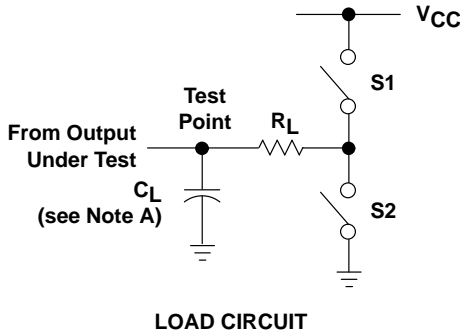 VCC
S1
Test
Point
RL
From Output
Under Test
CL
(see Note A)
S2
LOAD CIRCUIT